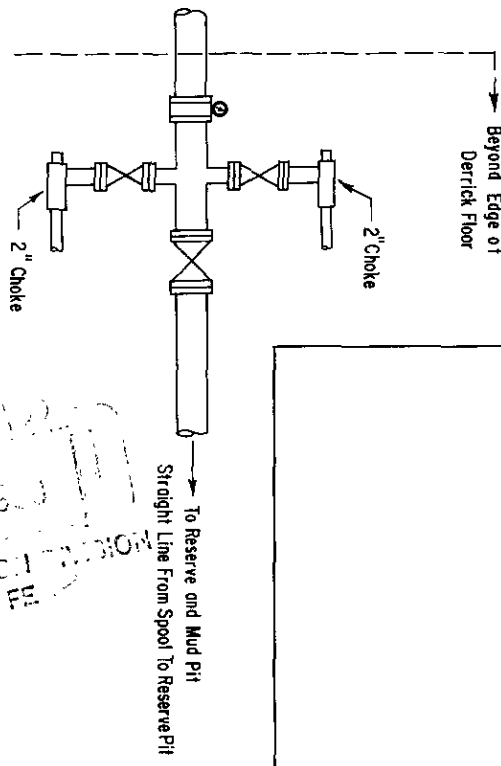 Beyond Edge of
Derrick Floor
2" Choke
2" Choke
To Reserve and Mud Pit
Straight Line From Spool To Reserve Pit